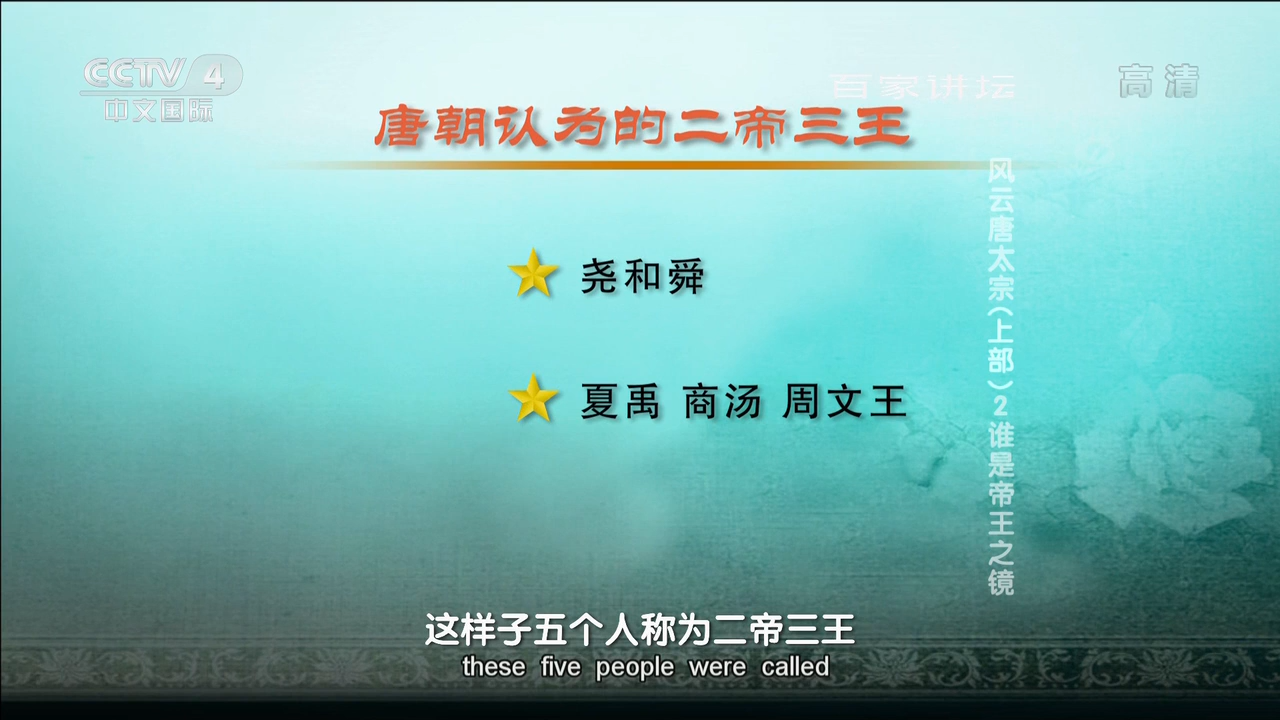 CCTV 4
中文国际
百家讲坛
高清
唐朝认为的二帝三王
尧和舜
夏禹 商汤 周文王
风云唐太宗(上部)2谁是帝王之镜
这样子五个人称为二帝三王
these five people were called